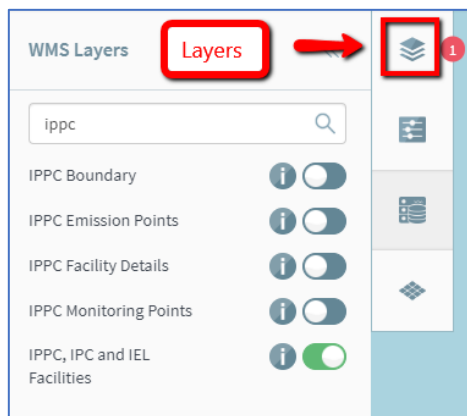 WMS Layers
Layers
1
ippc
IPPC Boundary
IPPC Emission Points
IPPC Facility Details
IPPC Monitoring Points
IPPC, IPC and IEL
Facilities